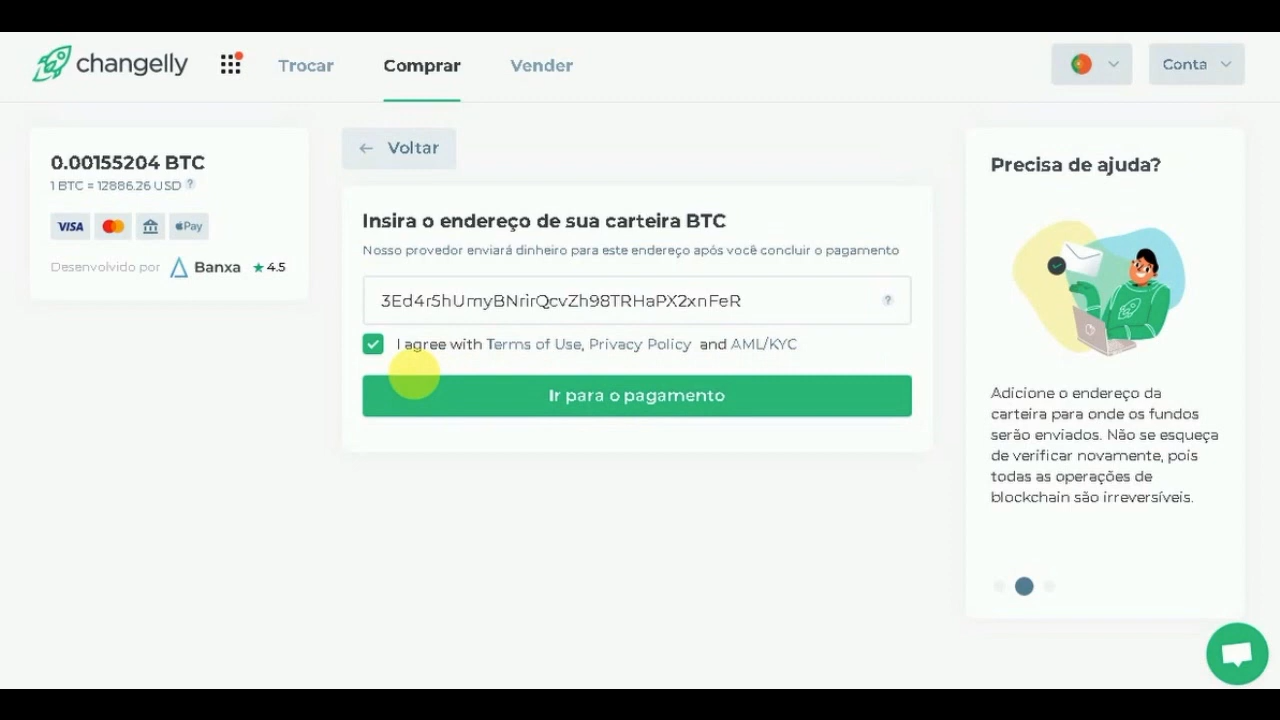 changelly
Trocar
Comprar
Vender
Conta
0.00155204 BTC
1 BTC = 12886.26 USD ?
VISA
Pay
Desenvolvido por Banxa ★ 4.5
← Voltar
Insira o endereço de sua carteira BTC
Nosso provedor enviará dinheiro para este endereço após você concluir o pagamento
3Ed4r5hUmyBNrirQcvZh98TRHaPX2xnFeR ?
I agree with Terms of Use, Privacy Policy and AML/KYC
Ir para o pagamento
Precisa de ajuda?
Adicione o endereço da
carteira para onde os fundos
serão enviados. Não se esqueça
de verificar novamente, pois
todas as operações de
blockchain são irreversíveis.